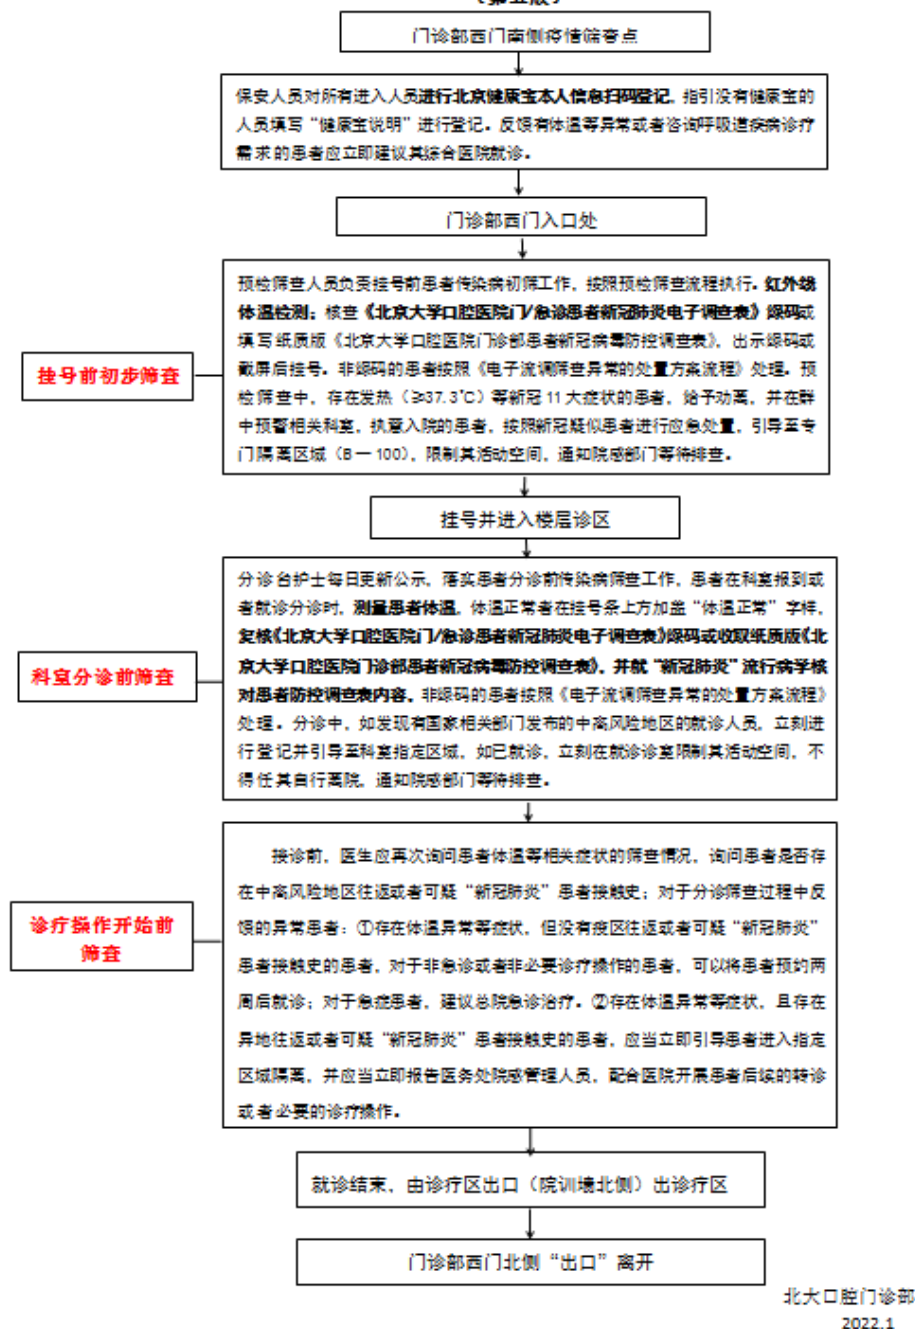 （第五版）
门诊部西门南侧疫情筛查点
保安人员对所有进入人员进行北京健康宝本人信息扫码登记，指引没有健康宝的
人员填写“健康宝说明”进行登记。反馈有体温等异常或者咨询呼吸道疾病诊疗
需求的患者应立即建议其综合医院就诊。
门诊部西门入口处
预检筛查人员负责挂号前患者传染病初筛工作，按照预检筛查流程执行。红外线
体温检测；核查《北京大学口腔医院门/急诊患者新冠肺炎电子调查表》绿码或
填写纸质版《北京大学口腔医院门诊部患者新冠病毒防控调查表》，出示绿码或
截屏后挂号。非绿码的患者按照《电子流调筛查异常的处置方案流程》处理。预
检筛查中，存在发热（≥37.3℃）等新冠 11 大症状的患者，给予劝离，并在群
中预警相关科室，执意入院的患者，按照新冠疑似患者进行应急处置，引导至专
门隔离区域（B—100），限制其活动空间，通知院感部门等待排查。
挂号前初步筛查
挂号并进入楼层诊区
分诊台护士每日更新公示，落实患者分诊前传染病筛查工作，患者在科室报到或
者就诊分诊时，测量患者体温，体温正常者在挂号条上方加盖“体温正常”字样，
复核《北京大学口腔医院门/急诊患者新冠肺炎电子调查表》绿码或收取纸质版《北
京大学口腔医院门诊部患者新冠病毒防控调查表》，并就“新冠肺炎”流行病学核
对患者防控调查表内容，非绿码的患者按照《电子流调筛查异常的处置方案流程》
处理。分诊中，如发现有国家相关部门发布的中高风险地区的就诊人员，立刻进
行登记并引导至科室指定区域，如已就诊，立刻在就诊诊室限制其活动空间，不
得任其自行离院，通知院感部门等待排查。
科室分诊前筛查
接诊前，医生应再次询问患者体温等相关症状的筛查情况，询问患者是否存
在中高风险地区往返或者可疑“新冠肺炎”患者接触史；对于分诊筛查过程中反
馈的异常患者：①存在体温异常等症状，但没有疫区往返或者可疑“新冠肺炎”
患者接触史的患者，对于非急诊或者非必要诊疗操作的患者，可以将患者预约两
周后就诊；对于急症患者，建议总院急诊治疗。②存在体温异常等症状，且存在
异地往返或者可疑“新冠肺炎”患者接触史的患者，应当立即引导患者进入指定
区域隔离，并应当立即报告医务处院感管理人员，配合医院开展患者后续的转诊
或者必要的诊疗操作。
诊疗操作开始前
筛查
就诊结束，由诊疗区出口（院训墙北侧）出诊疗区
门诊部西门北侧“出口”离开
北大口腔门诊部
2022.1